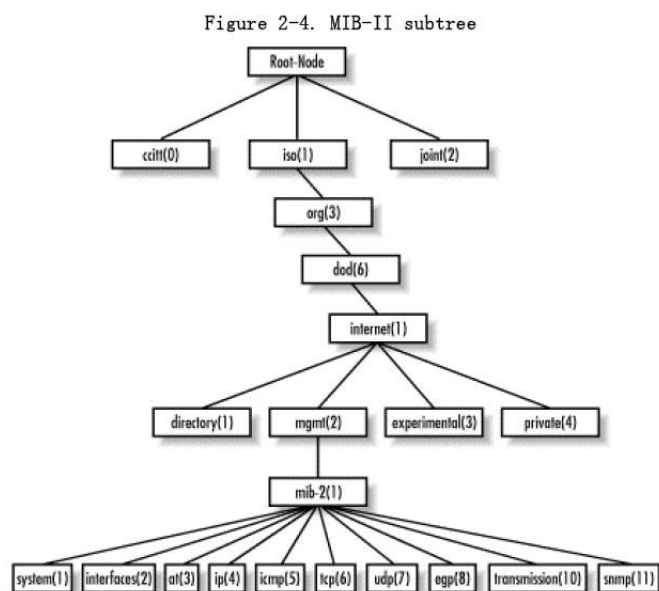 Figure 2-4. MIB-II subtree
Root-Node
ccitt(0) iso(1) joint(2)
org(3)
dod(6)
internet(1)
directory(1) mgmt(2) experimental(3) private(4)
mib-2(1)
system(1) interfaces(2) at(3) ip(4) icmp(5) tcp(6) udp(7) egp(8) transmission(10) snmp(11)